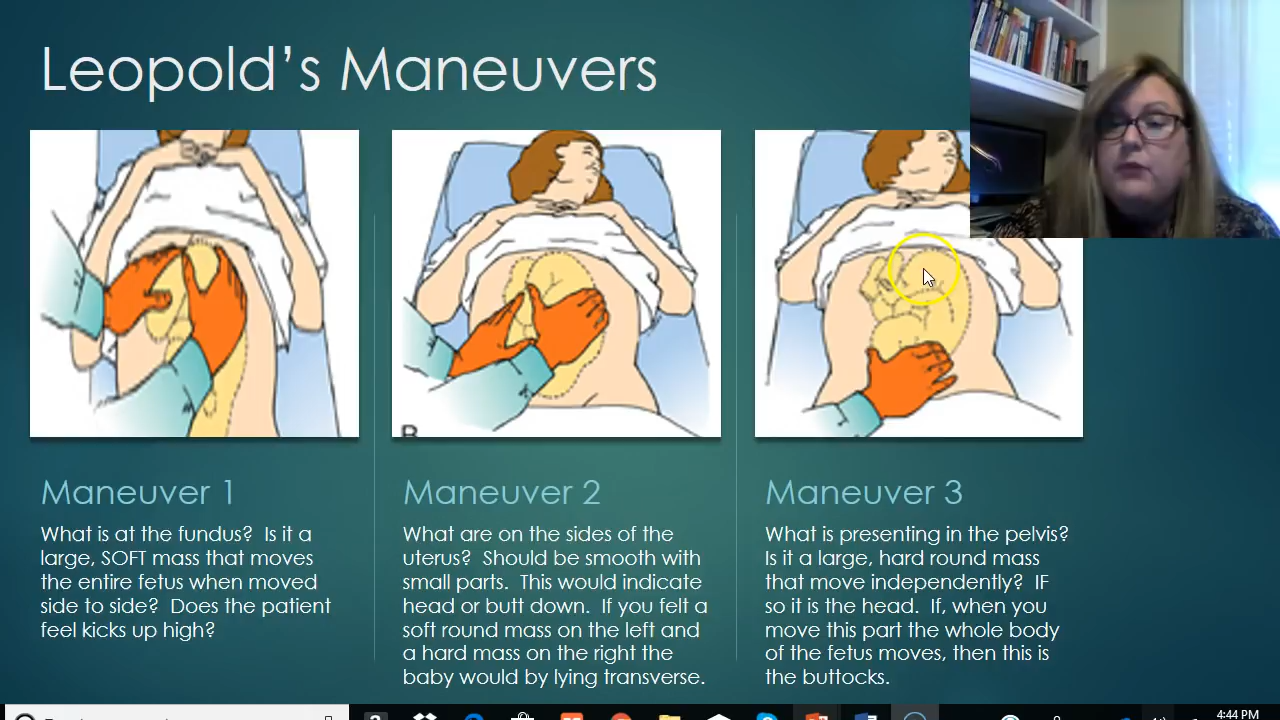 Leopold's Maneuvers
B
Maneuver 1
What is at the fundus? Is it a
large, SOFT mass that moves
the entire fetus when moved
side to side? Does the patient
feel kicks up high?
Maneuver 2
What are on the sides of the
uterus? Should be smooth with
small parts. This would indicate
head or butt down. If you felt a
soft round mass on the left and
a hard mass on the right the
baby would by lying transverse.
Maneuver 3
What is presenting in the pelvis?
Is it a large, hard round mass
that move independently? IF
so it is the head. If, when you
move this part the whole body
of the fetus moves, then this is
the buttocks.
4:44 PM